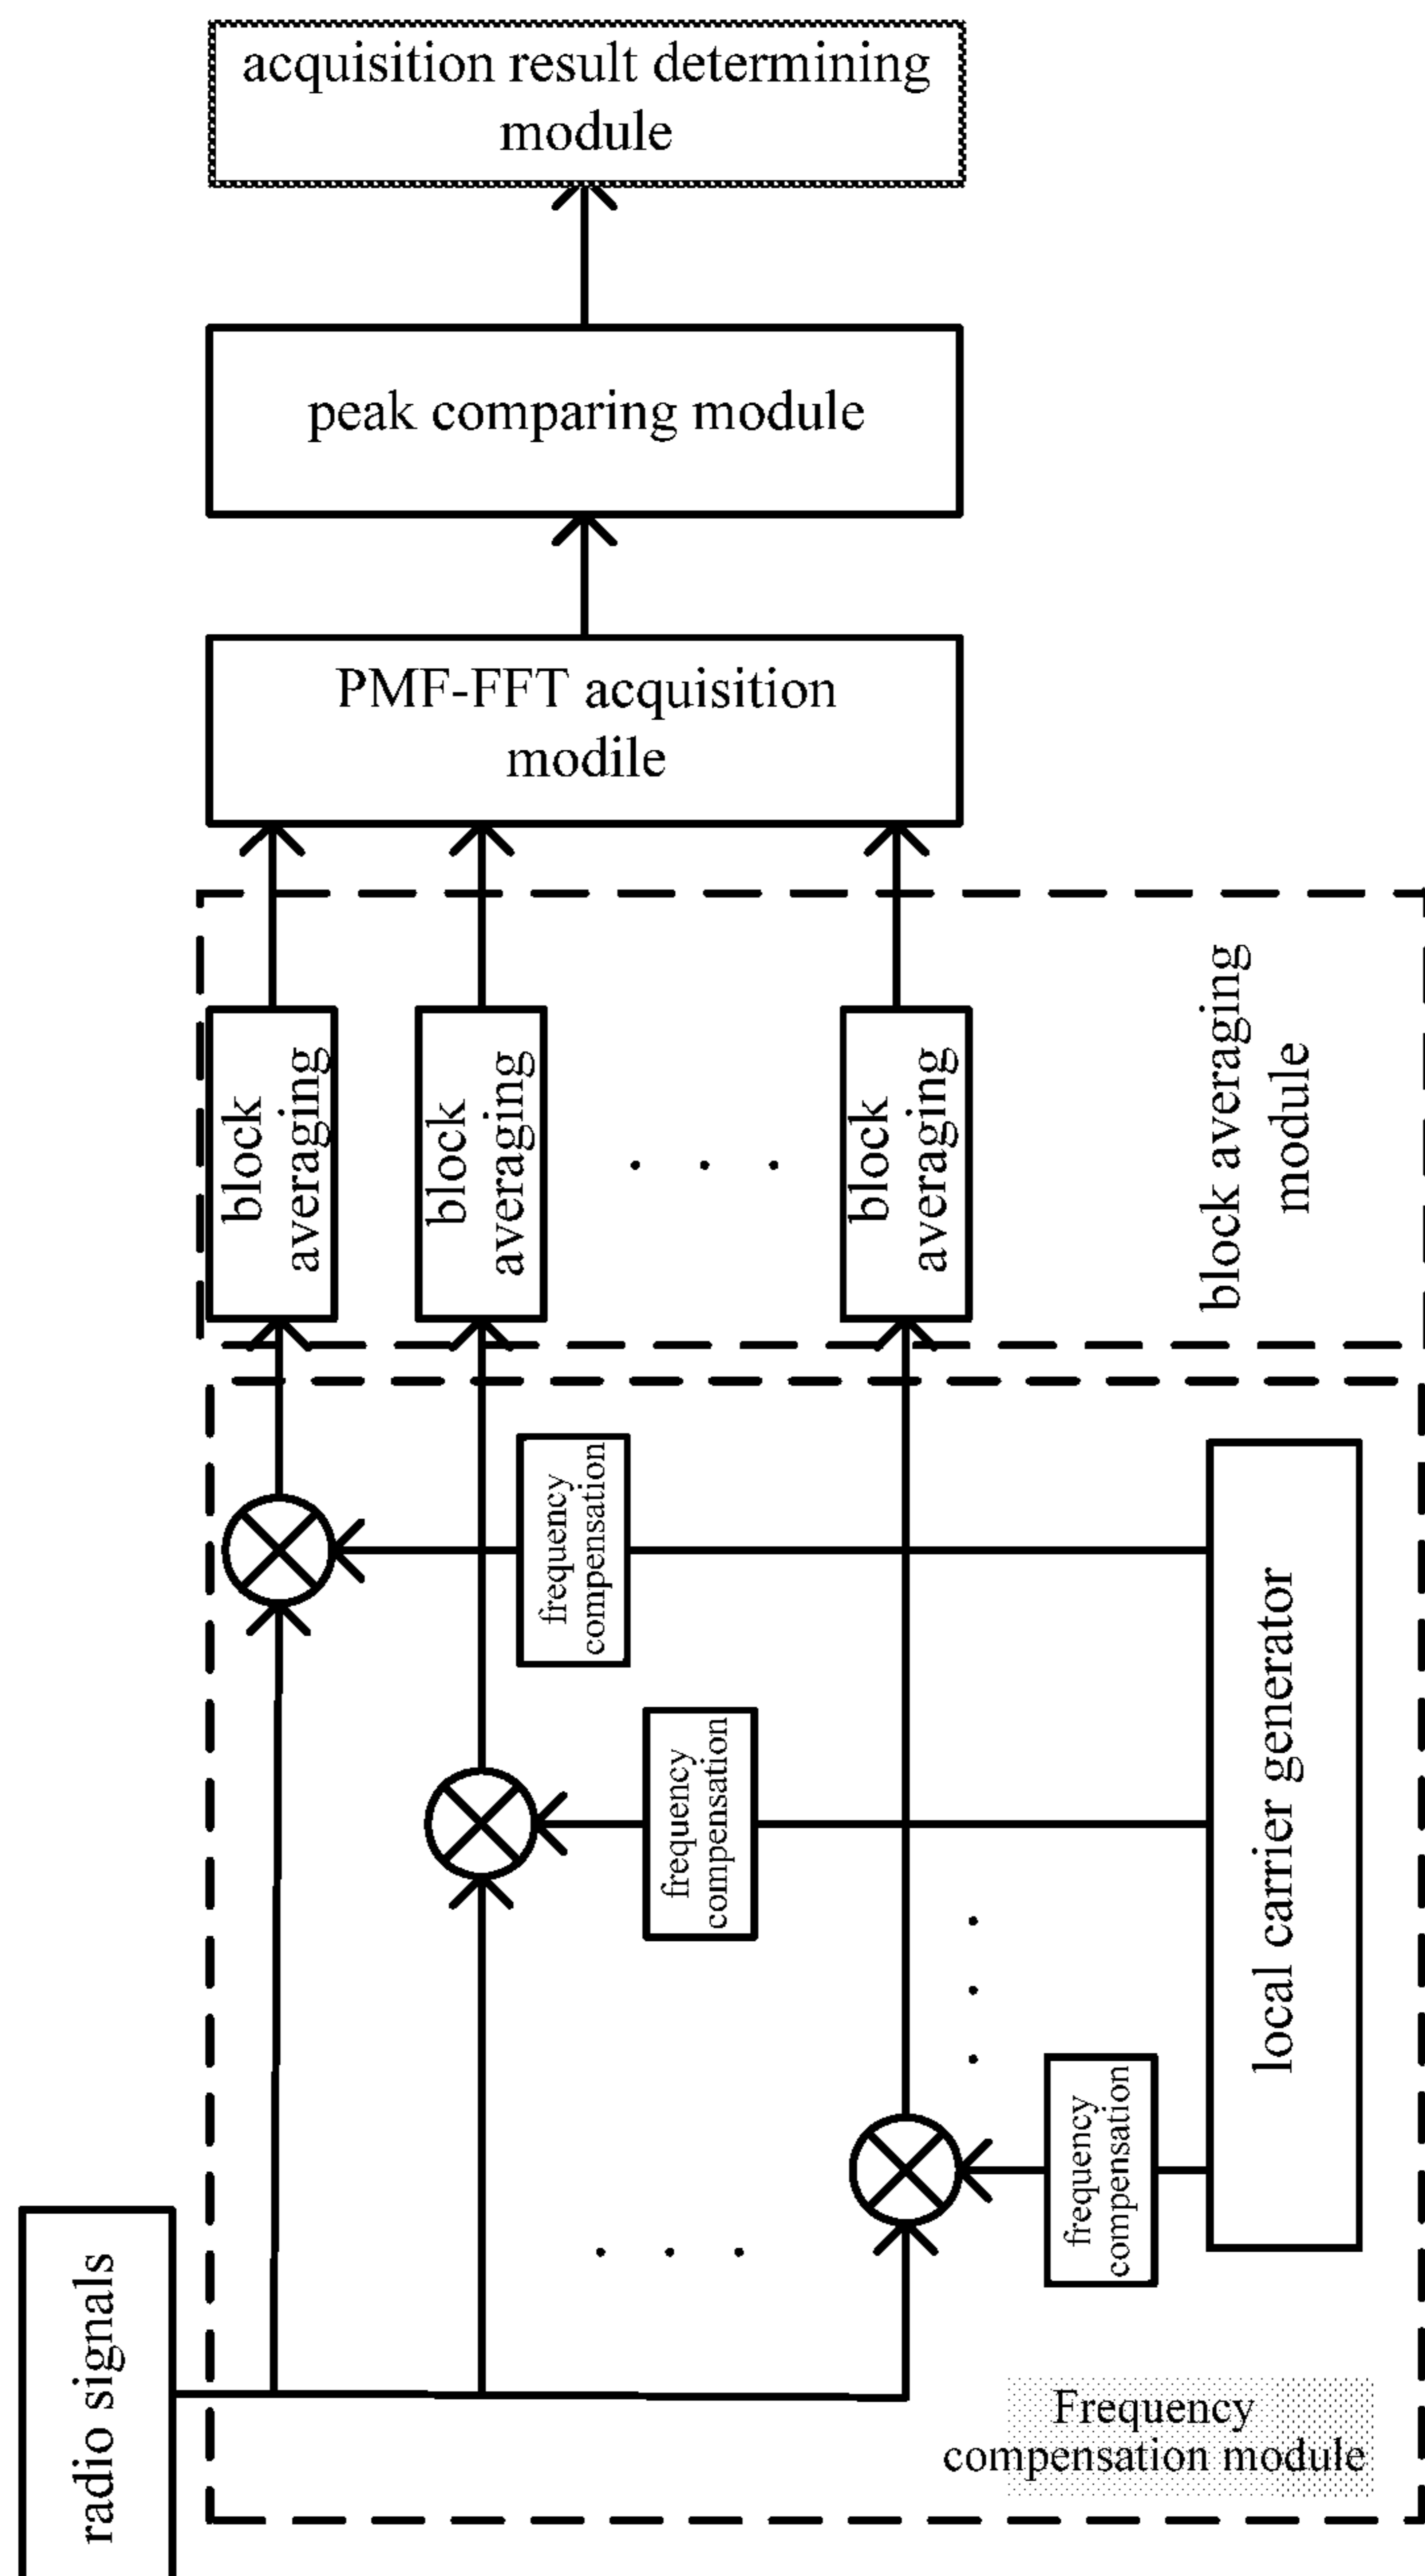 acquisition result determining
module
peak comparing module
PMF-FFT acquisition
modile
block
averaging
block
averaging
. . .
block
averaging
block averaging
module
frequency
compensation
frequency
compensation
. . .
frequency
compensation
local carrier generator
. . .
radio signals
Frequency
compensation module